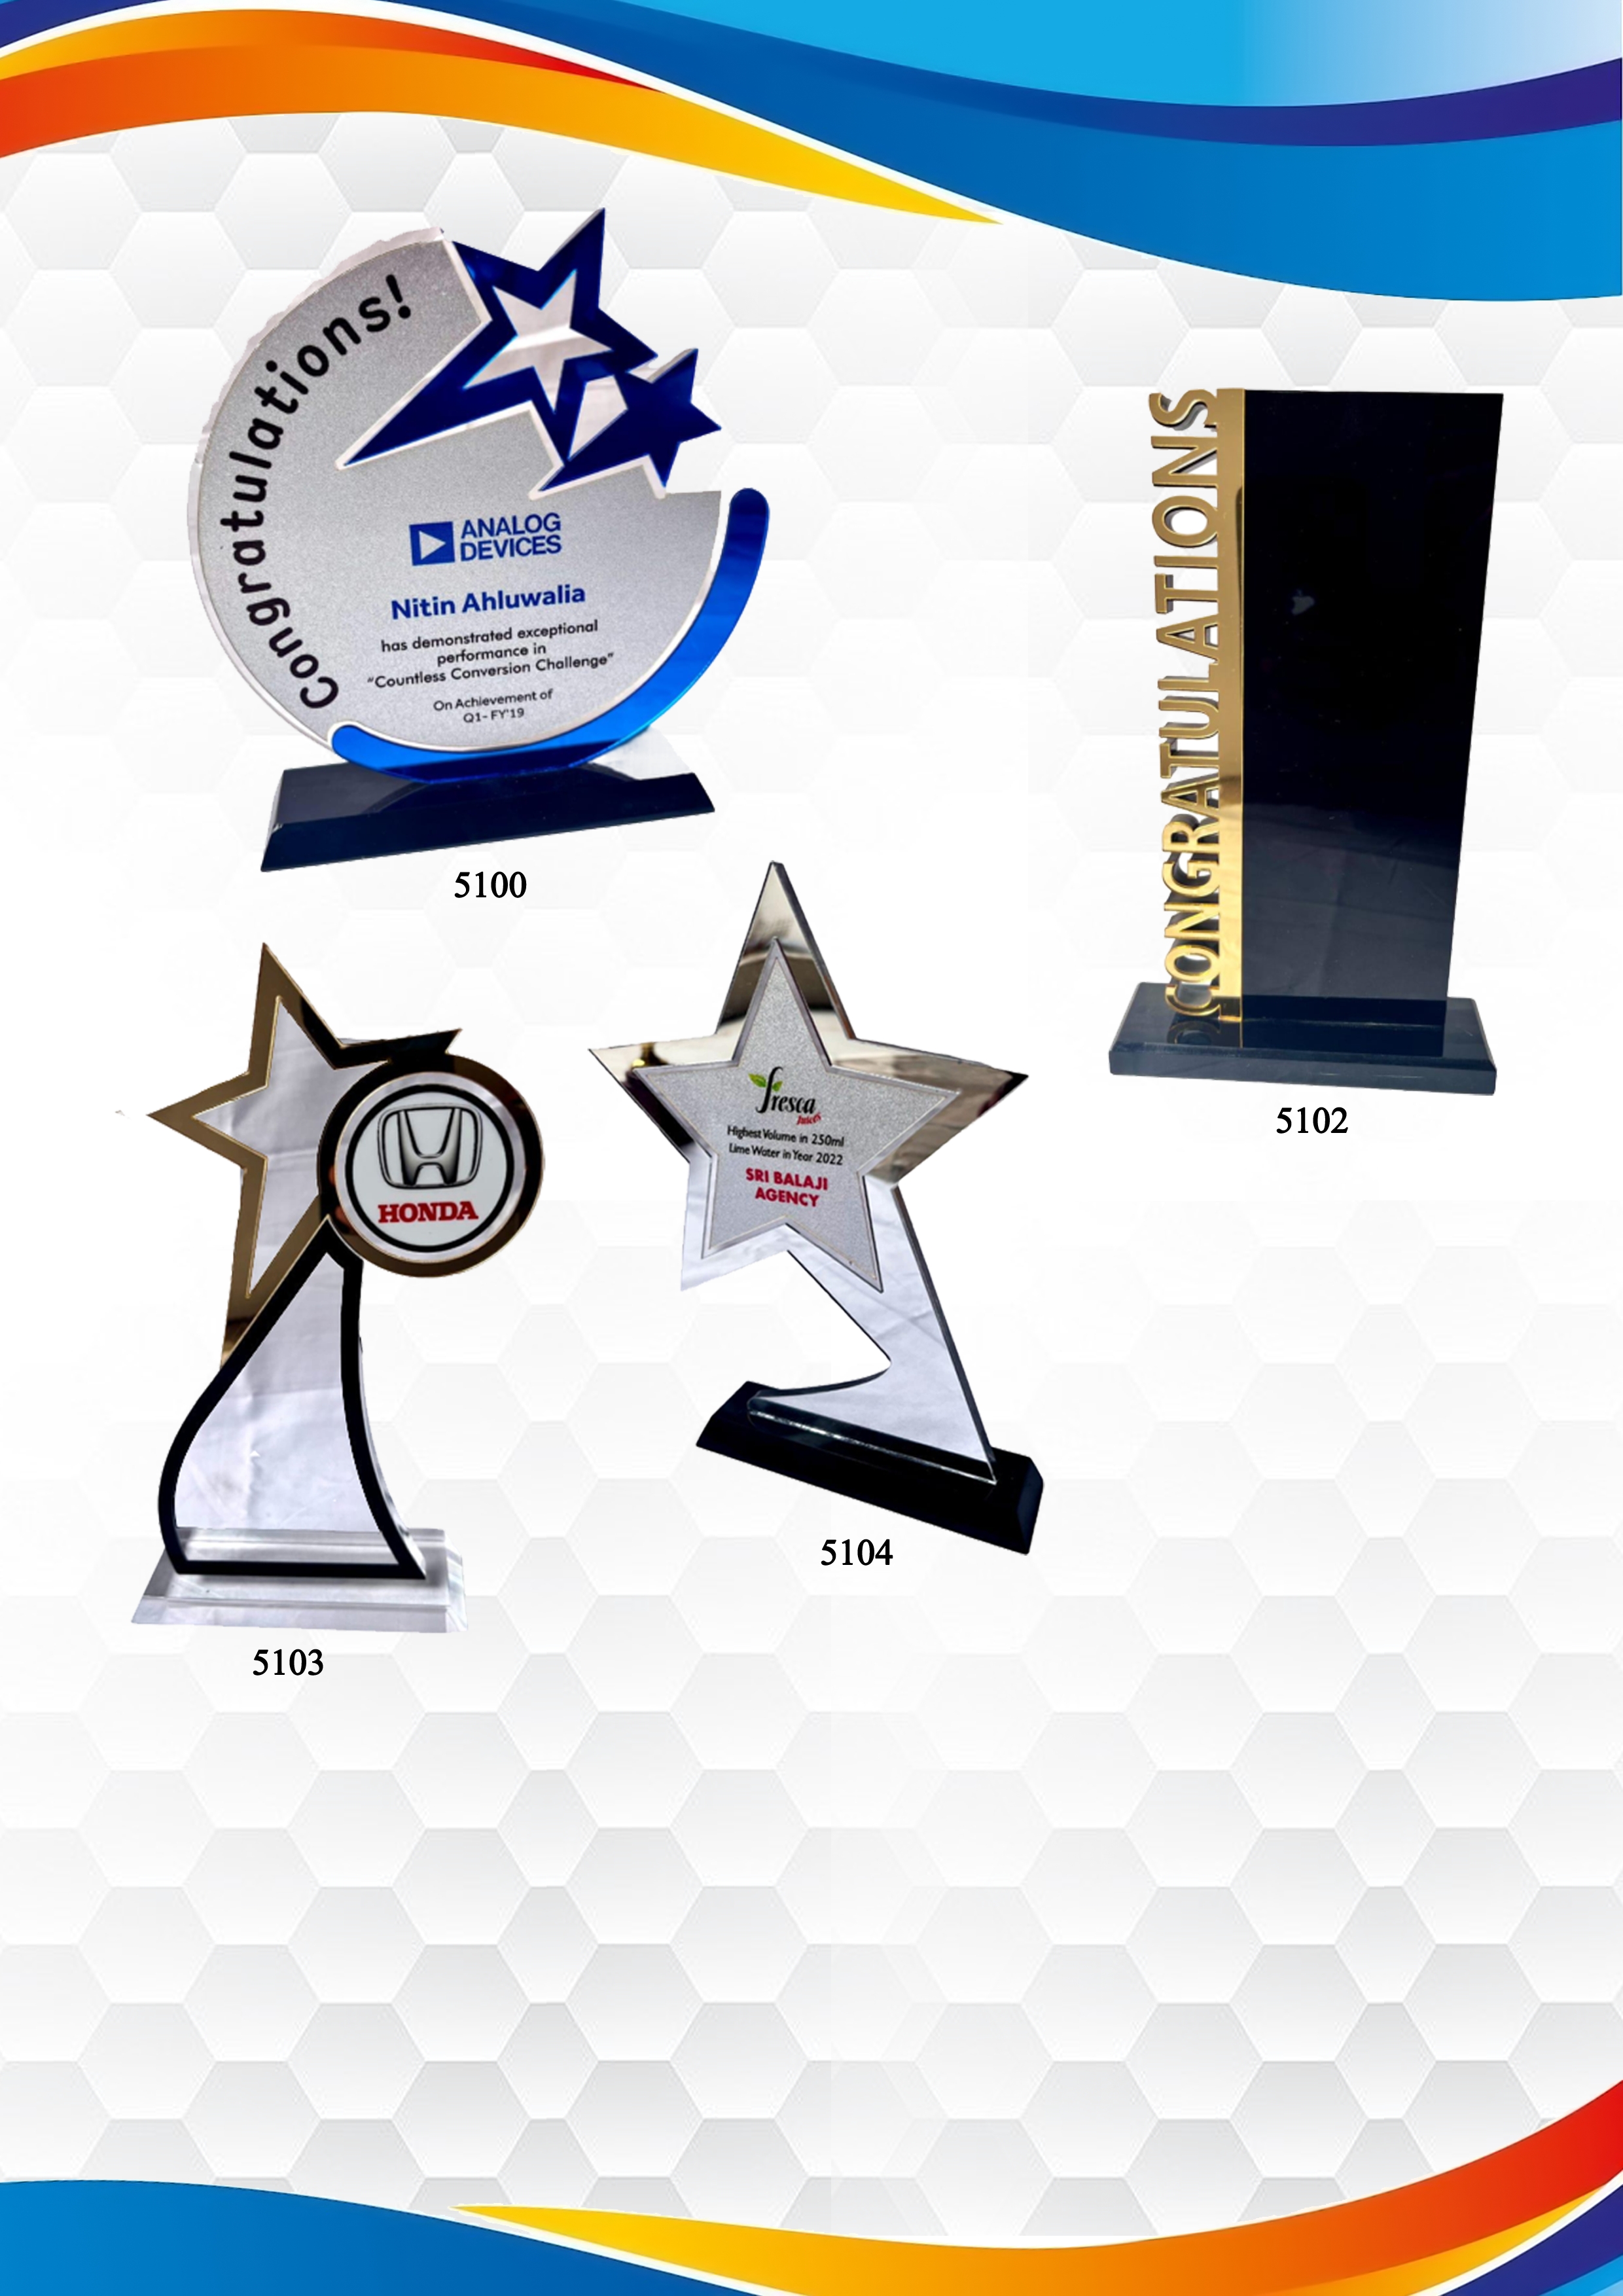 Congratulations!
ANALOG
DEVICES
Nitin Ahluwalia
has demonstrated exceptional
performance in
"Countless Conversion Challenge"
On Achievement of
Q1- FY'19
5100
CONGRATULATIONS
5102
HONDA
5103
fresca
Juices
Highest Volume in 250ml
Lime Water in Year 2022
SRI BALAJI
AGENCY
5104